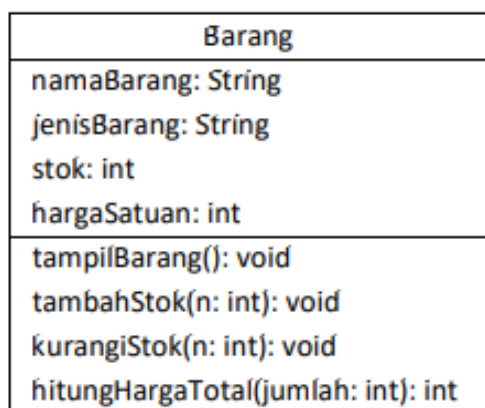 Barang
namaBarang: String
jenisBarang: String
stok: int
hargaSatuan: int
tampilBarang(): void
tambahStok(n: int): void
kurangiStok(n: int): void
hitungHargaTotal(jumlah: int): int